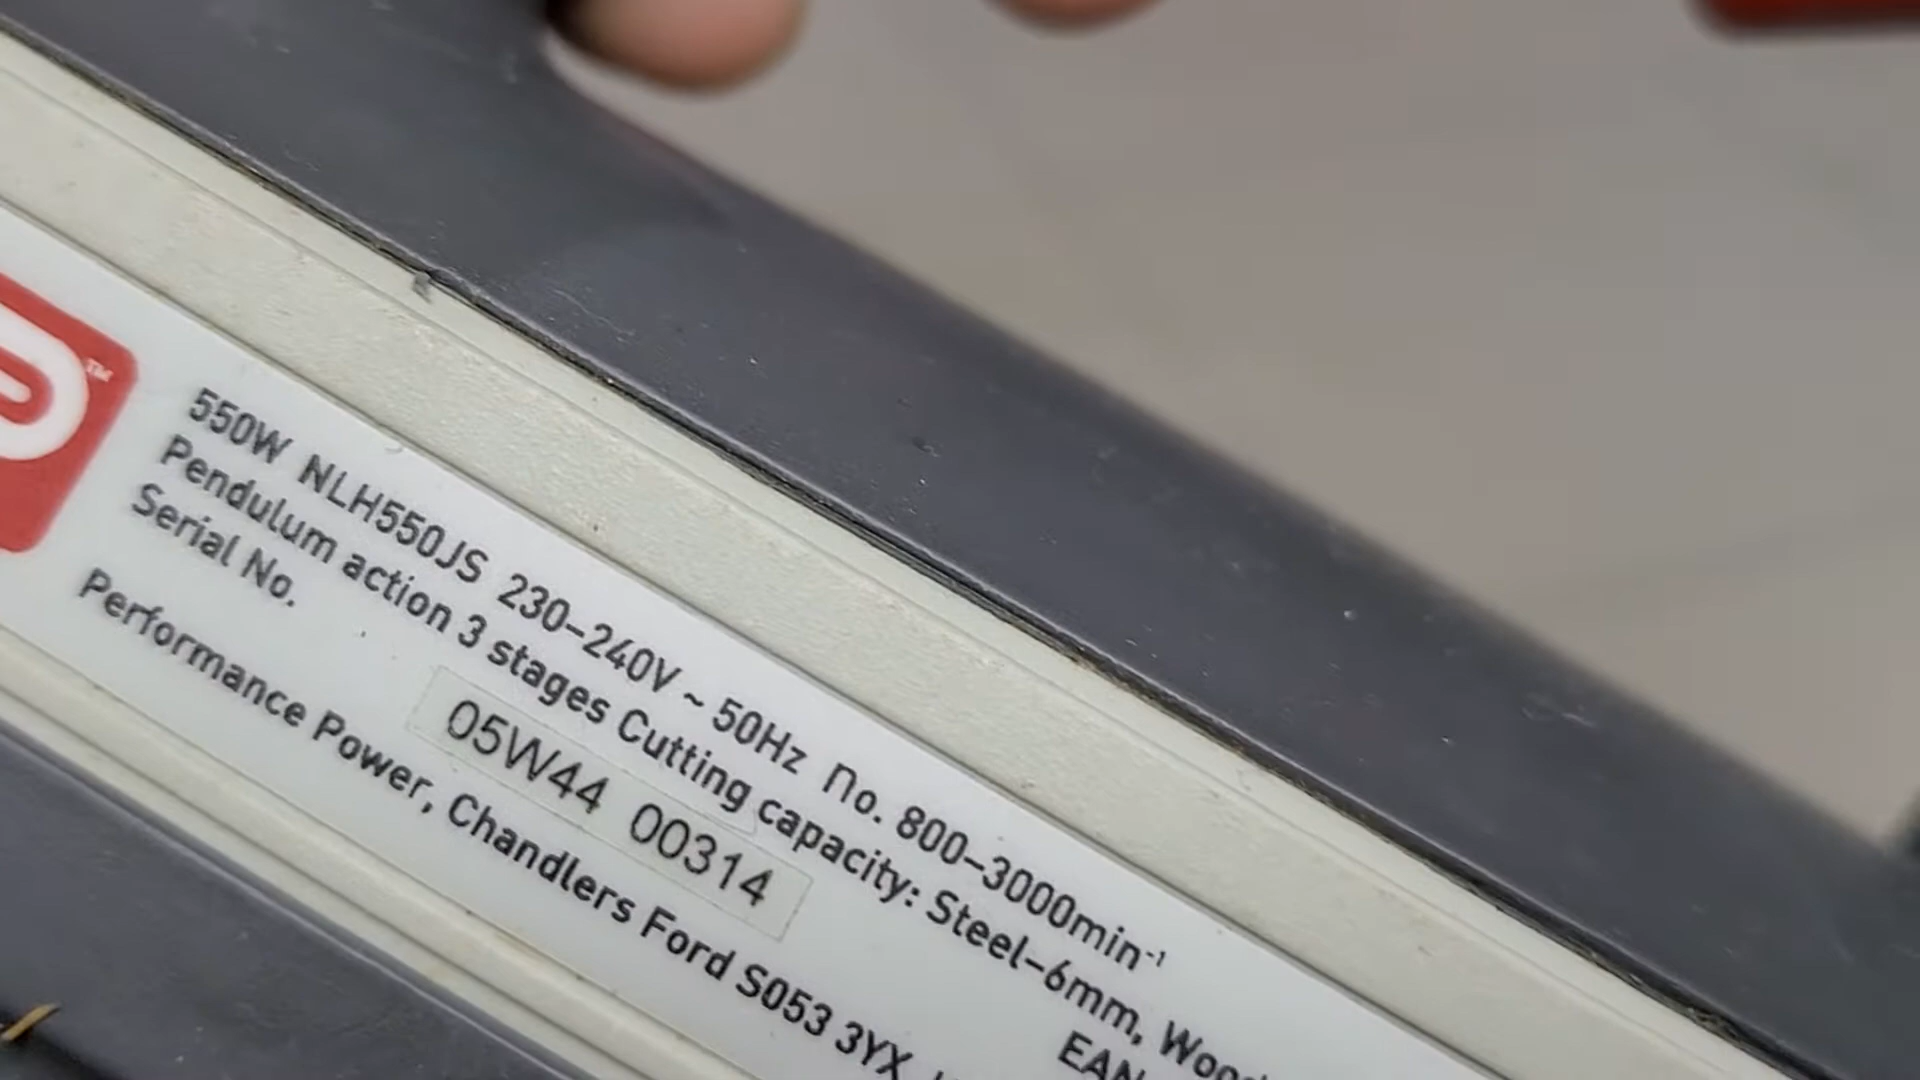 550W NLH550JS 230-240V ~ 50Hz no. 800-3000min⁻¹
Pendulum action 3 stages Cutting capacity: Steel-6mm, Wood
Serial No.
05W44 00314
EAN
Performance Power, Chandlers Ford S053 3YX
P™